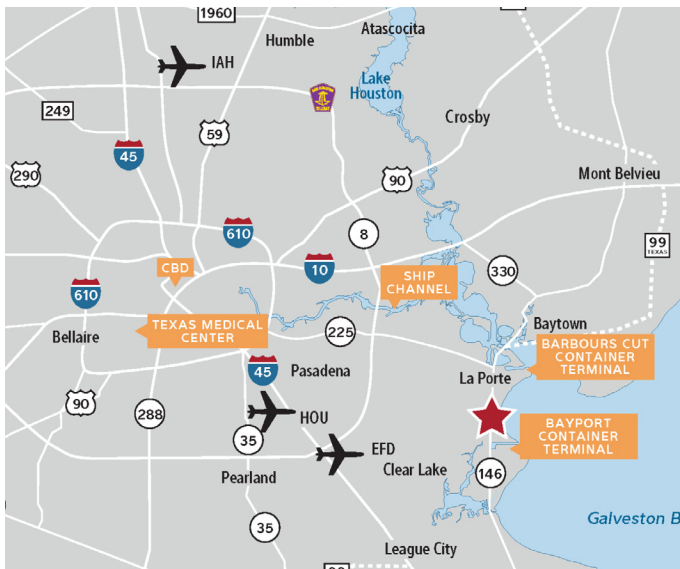 1960
Humble
Atascocita
IAH
Lake
Houston
249
59
Crosby
45
290
90
Mont Belvieu
610
8
99
TEXAS
CBD
10
SHIP
CHANNEL
330
610
TEXAS MEDICAL
CENTER
225
Baytown
Bellaire
BARBOURS CUT
CONTAINER
TERMINAL
45
Pasadena
La Porte
90
288
HOU
35
BAYPORT
CONTAINER
TERMINAL
EFD
Pearland
Clear Lake
146
35
Galveston B
League City